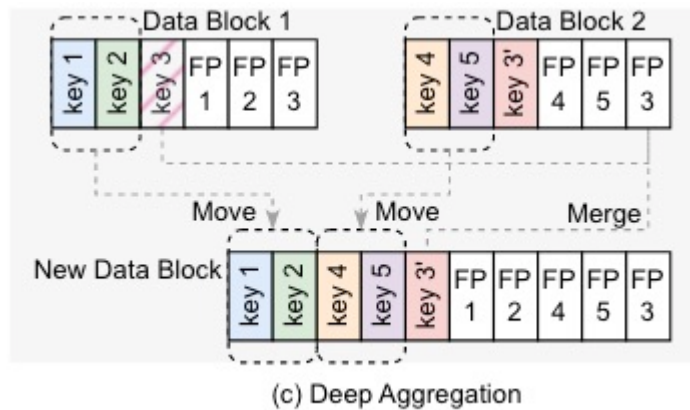 Data Block 1
Data Block 2
key 1 key 2 key 3 FP 1 FP 2 FP 3
key 4 key 5 key 3' FP 4 FP 5 FP 3
Move Move Merge
New Data Block
key 1 key 2 key 4 key 5 key 3' FP 1 FP 2 FP 4 FP 5 FP 3
(c) Deep Aggregation